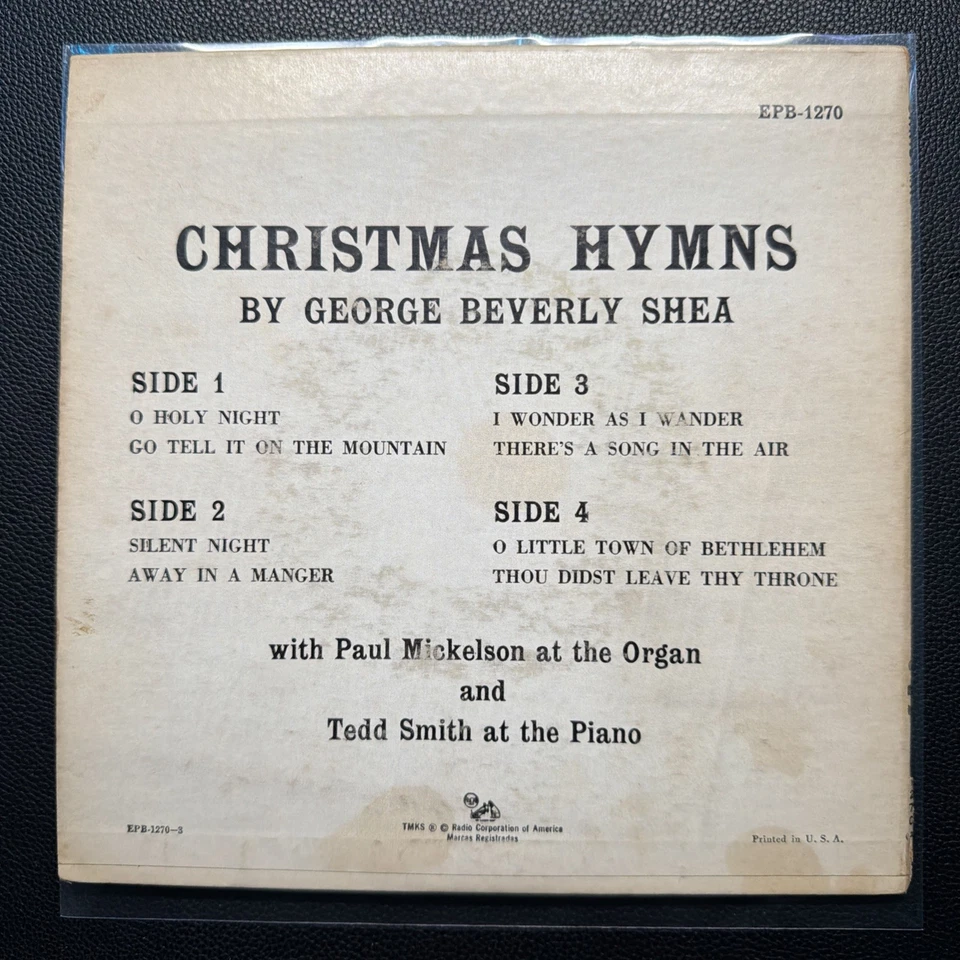 EPB-1270
CHRISTMAS HYMNS
BY GEORGE BEVERLY SHEA
SIDE 1
O HOLY NIGHT
GO TELL IT ON THE MOUNTAIN
SIDE 2
SILENT NIGHT
AWAY IN A MANGER
SIDE 3
I WONDER AS I WANDER
THERE'S A SONG IN THE AIR
SIDE 4
O LITTLE TOWN OF BETHLEHEM
THOU DIDST LEAVE THY THRONE
with Paul Mickelson at the Organ
and
Tedd Smith at the Piano
EPB-1270-3
TMKS ® © Radio Corporation of America
Marcas Registradas
Printed in U. S. A.